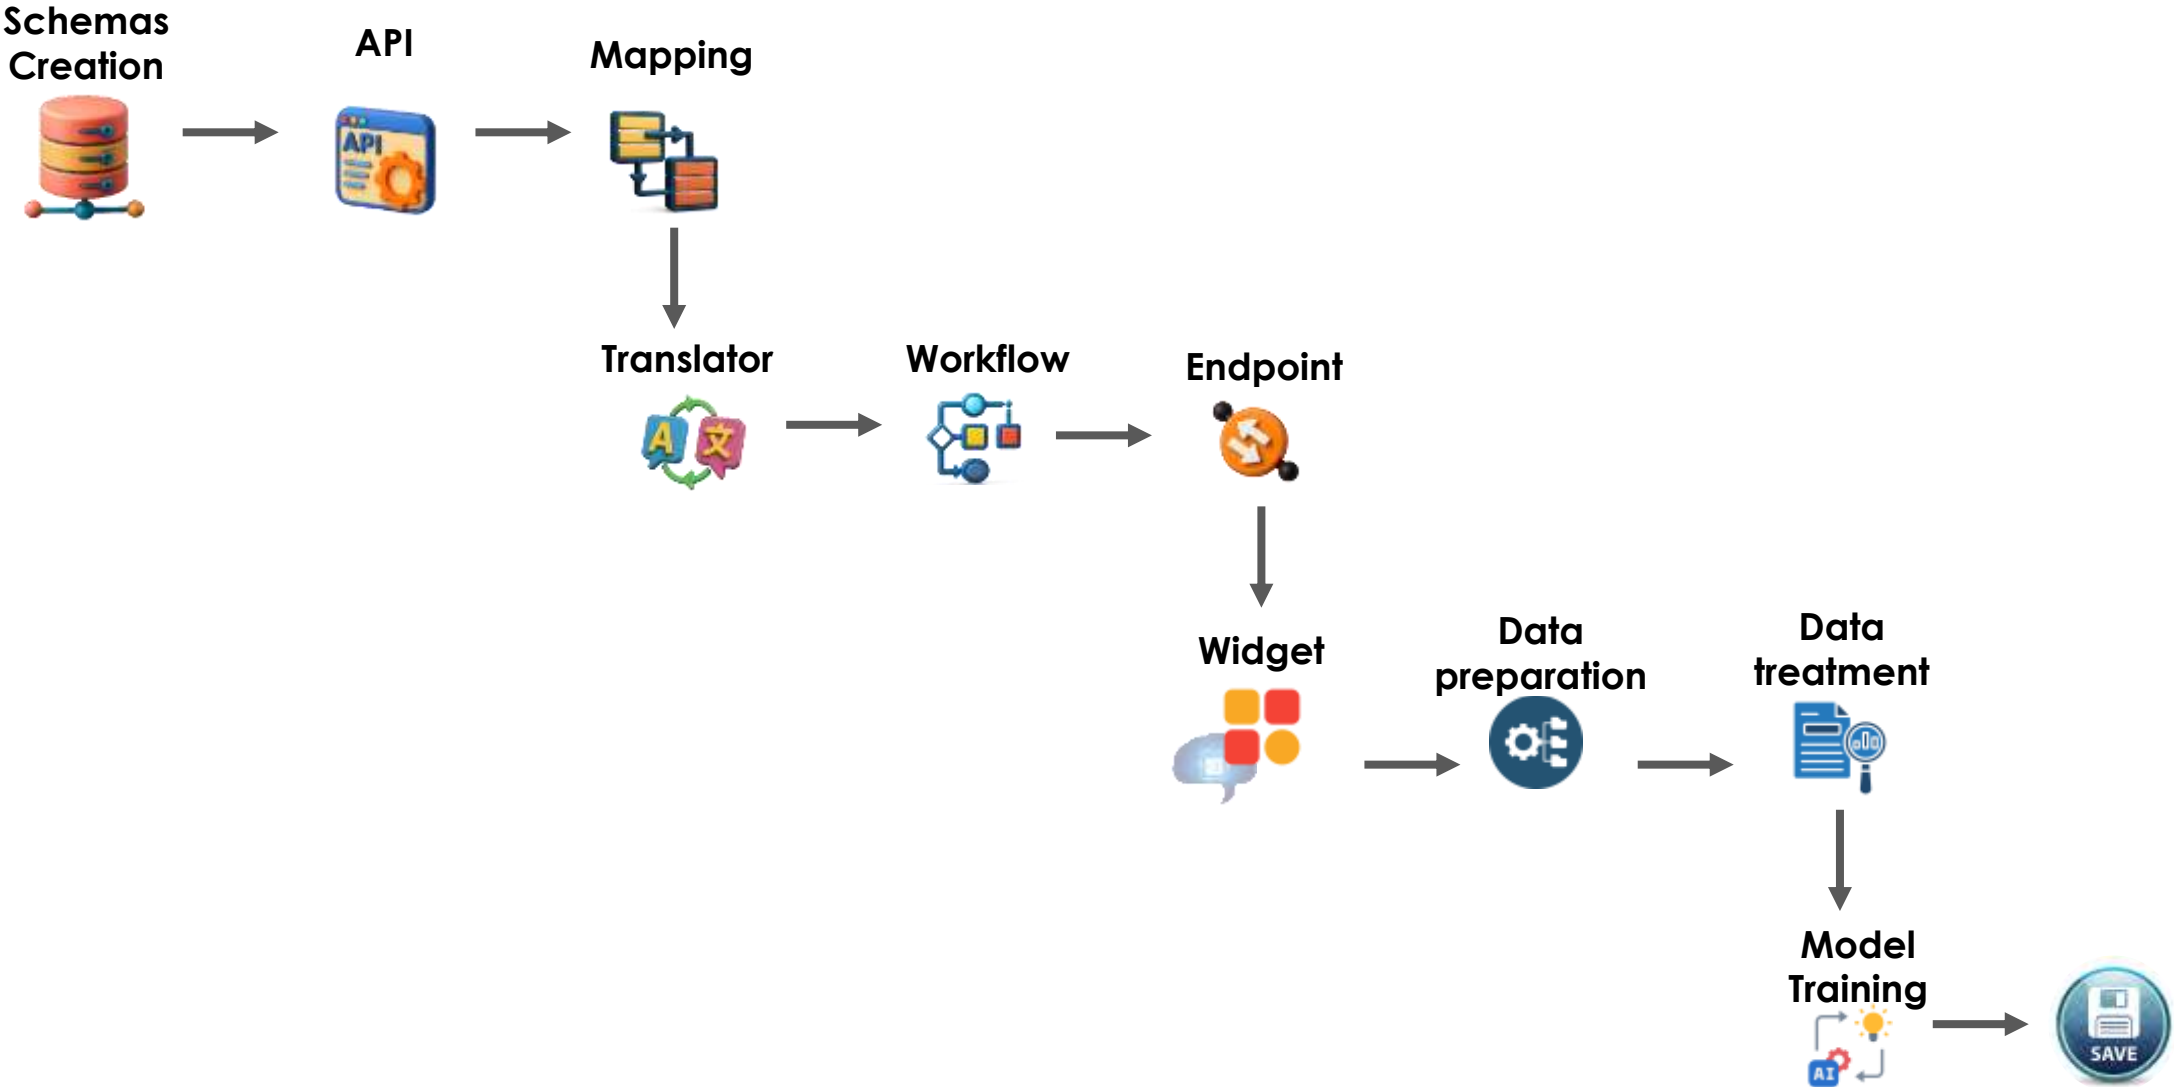 Schemas
Creation
API
Mapping
API
Translator
Workflow
Endpoint
A 文
Widget
Data
preparation
Data
treatment
Model
Training
AI
SAVE